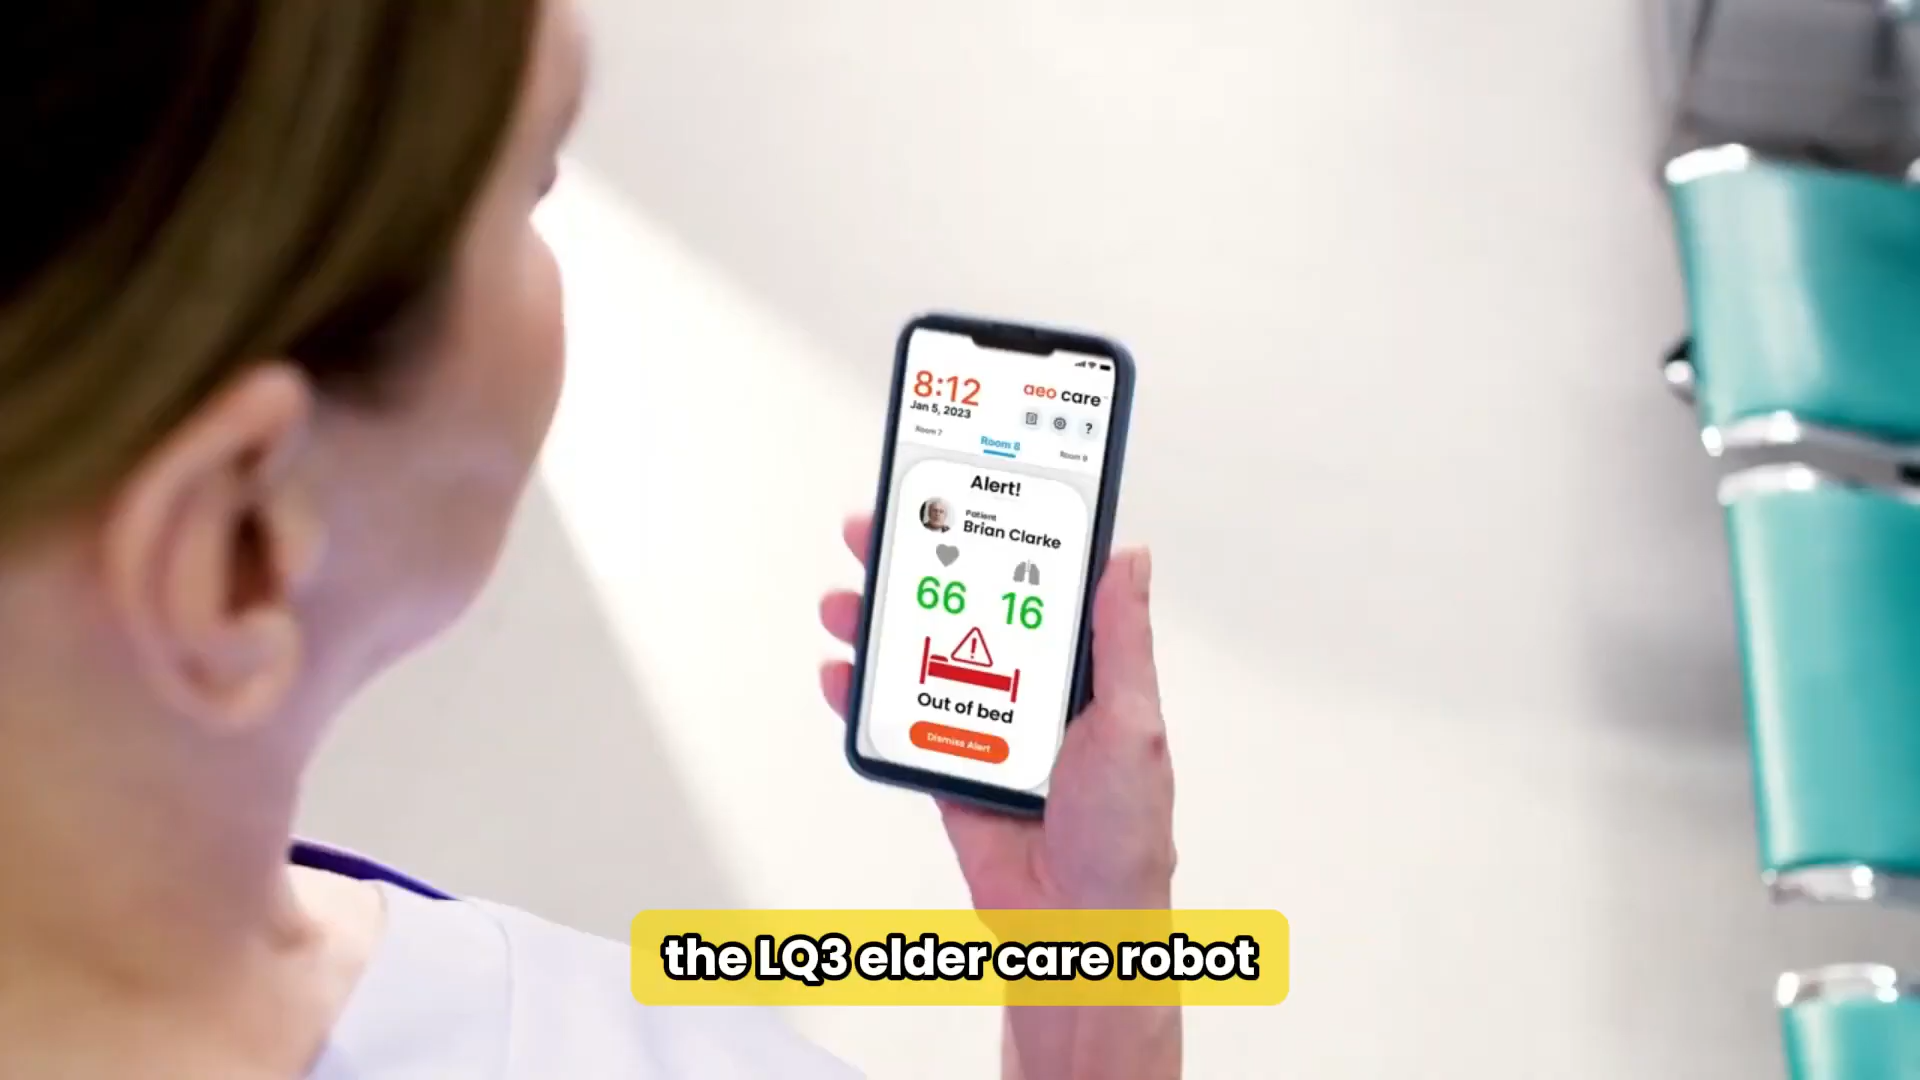 8:12
Jan 5, 2023
aeo care
?
Room 7
Room 8
Room 9
Alert!
Patient
Brian Clarke
66
16
Out of bed
Dismiss Alert
the LQ3 elder care robot